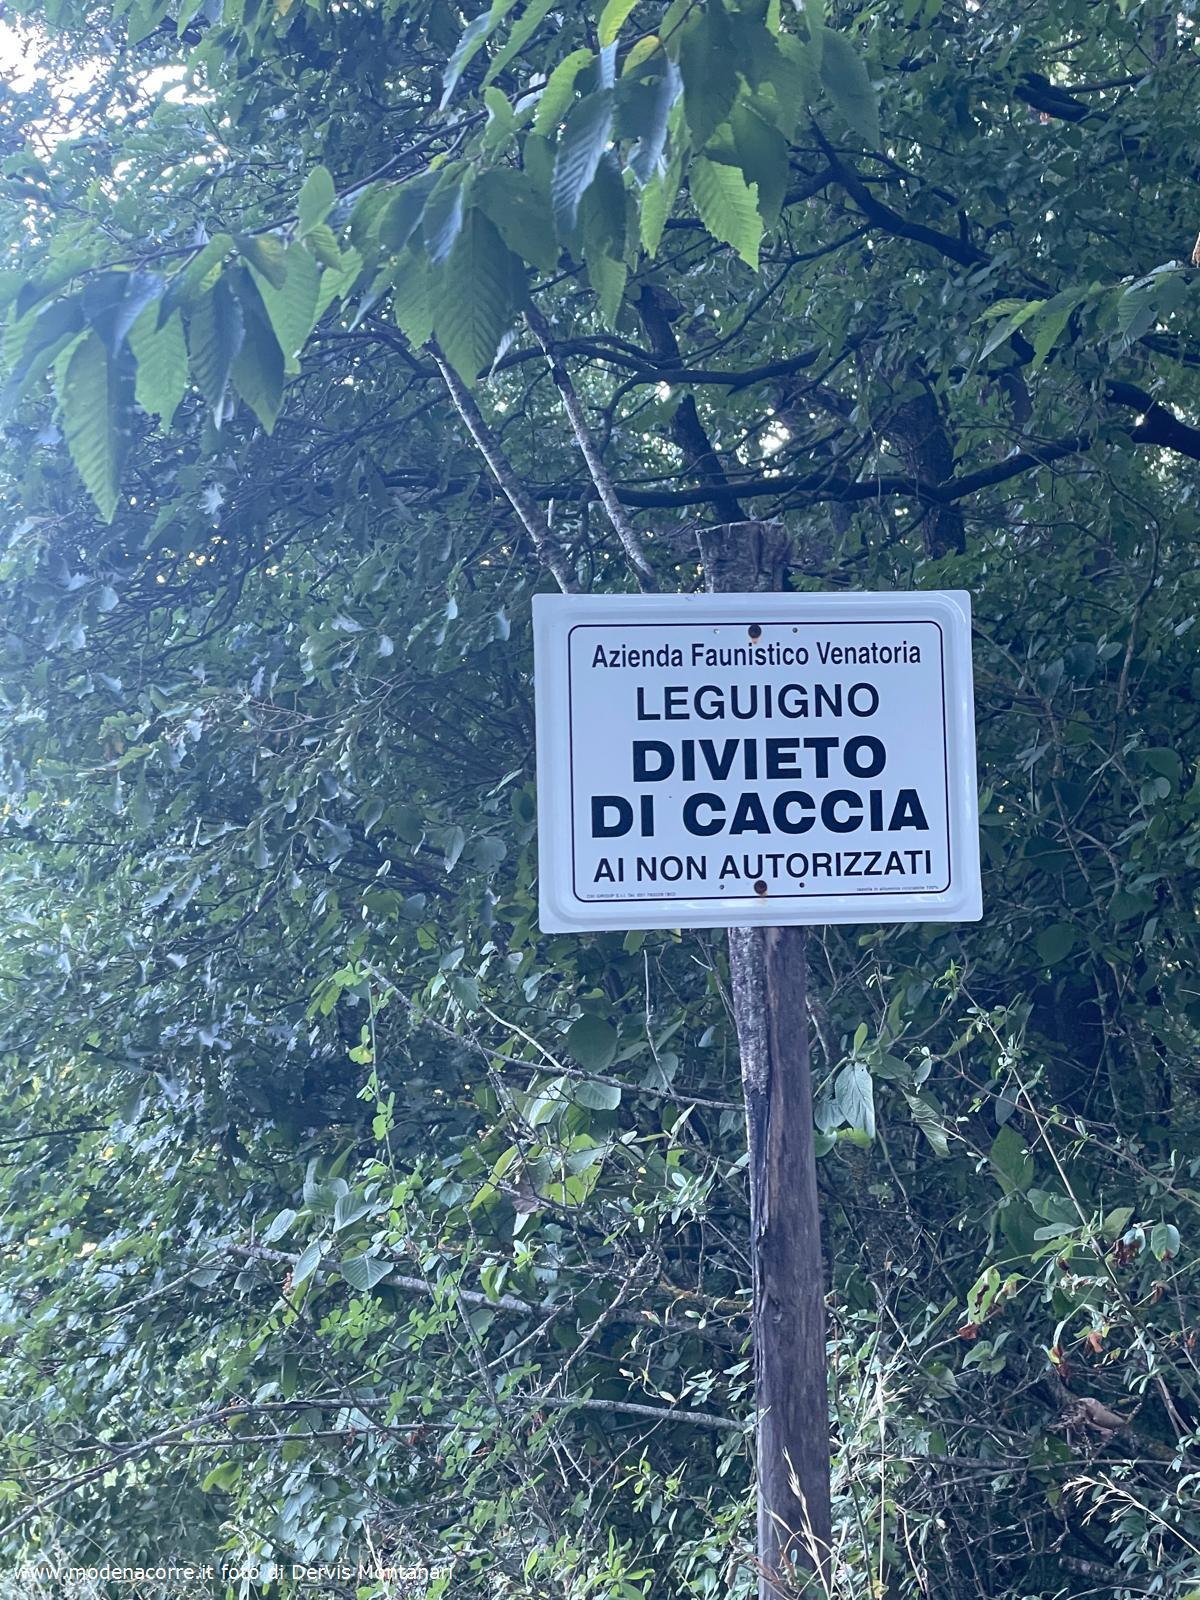 Azienda Faunistico Venatoria
LEGUIGNO
DIVIETO
DI CACCIA
AI NON AUTORIZZATI
www.modenacorre.it foto di Dervis Montanari